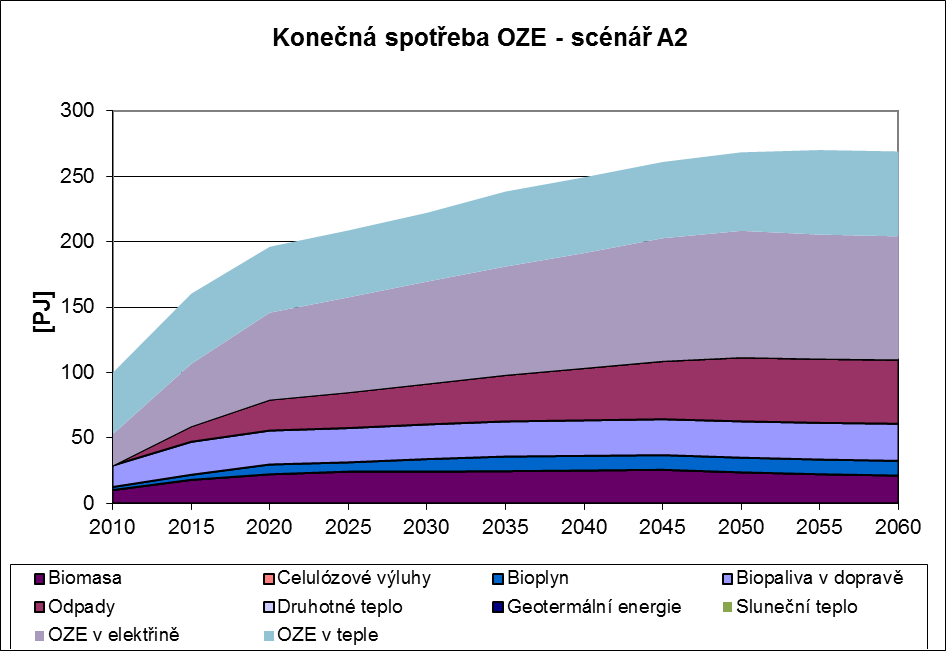 Konečná spotřeba OZE - scénář A2
300
250
200
150
100
50
0
[PJ]
2010 2015 2020 2025 2030 2035 2040 2045 2050 2055 2060
Biomasa Celulózové výluhy Bioplyn Biopaliva v dopravě
Odpady Druhotné teplo Geotermální energie Sluneční teplo
OZE v elektřině OZE v teple